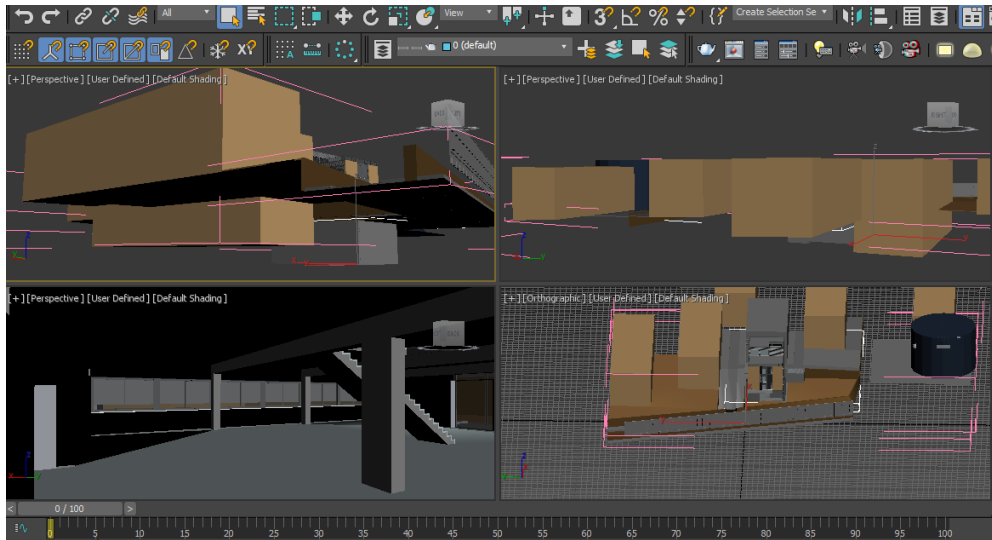 All View 3 % Create Selection Se
0 (default)
[+] [Perspective] [User Defined] [Default Shading]
[+] [Perspective] [User Defined] [Default Shading]
[+] [Perspective] [User Defined] [Default Shading]
[+] [Orthographic] [User Defined] [Default Shading]
< 0 / 100 >
0 5 10 15 20 25 30 35 40 45 50 55 60 65 70 75 80 85 90 95 100